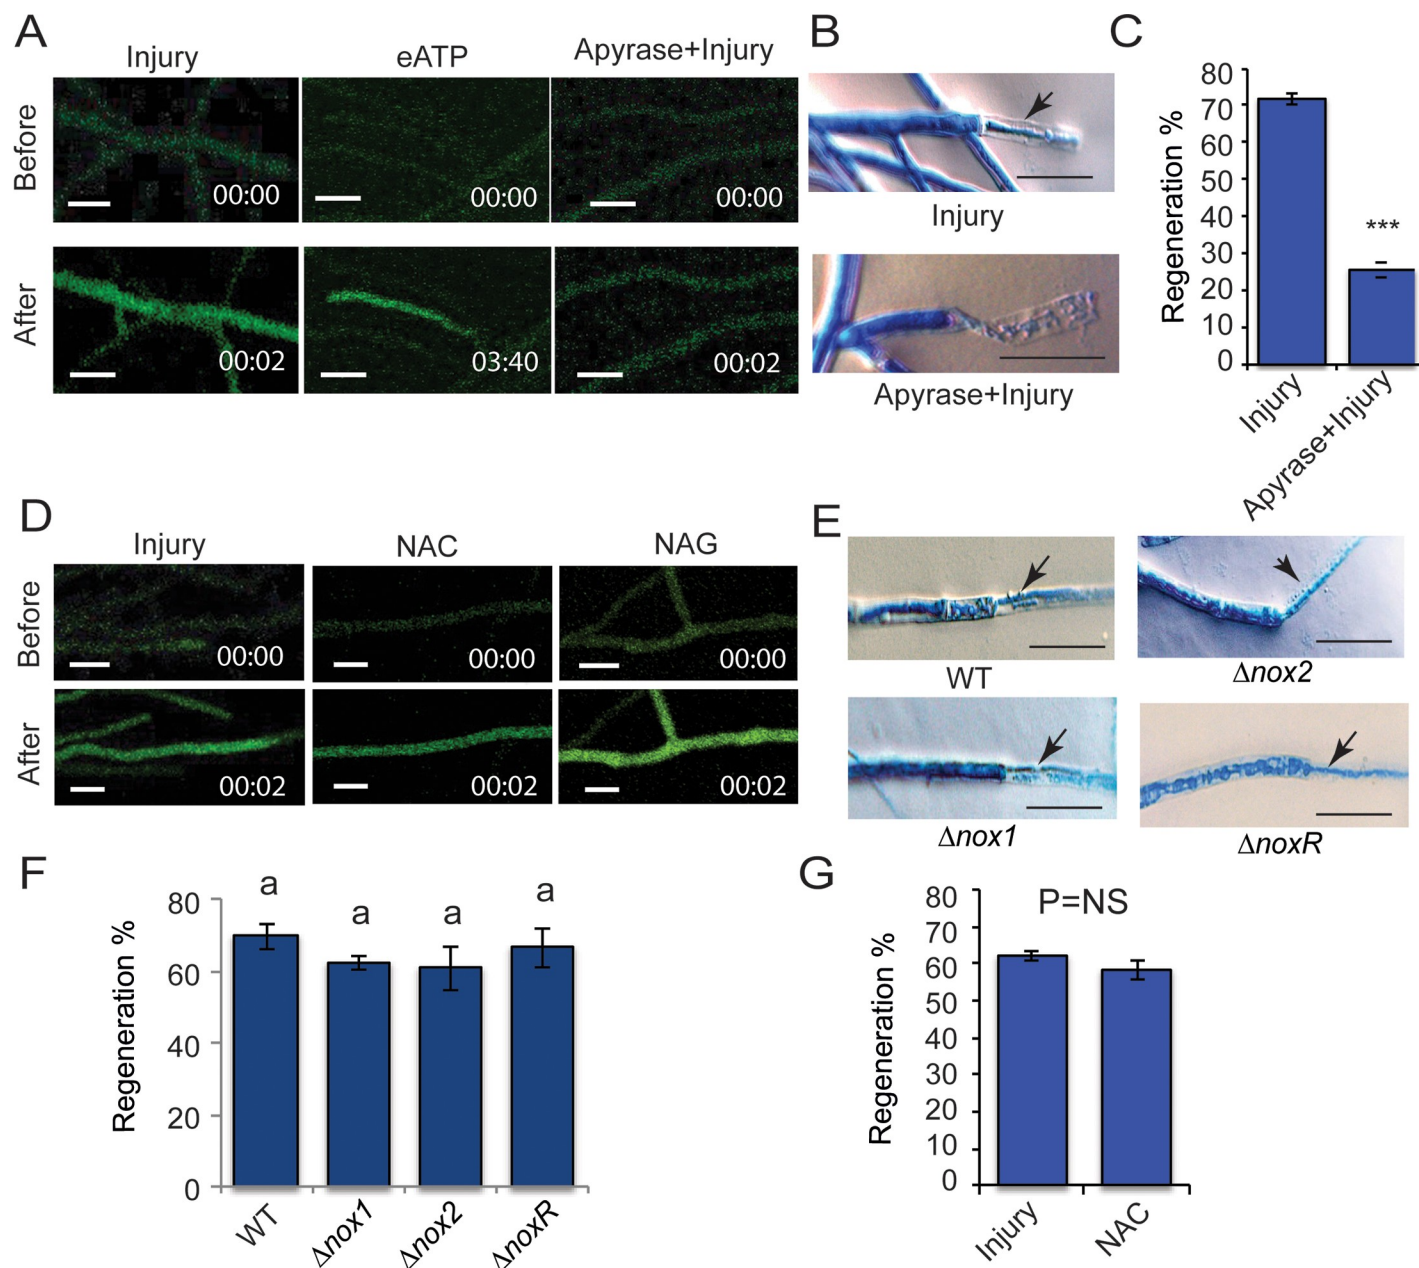 A
Injury
eATP
Apyrase+Injury
Before
00:00
00:00
00:00
After
00:02
03:40
00:02
B
Injury
Apyrase+Injury
C
Regeneration %
80
70
60
50
40
30
20
10
0
***
Injury
Apyrase+Injury
D
Injury
NAC
NAG
Before
00:00
00:00
00:00
After
00:02
00:02
00:02
E
WT
Δnox2
Δnox1
ΔnoxR
F
Regeneration %
80
60
40
20
0
a
a
a
a
WT
Δnox1
Δnox2
ΔnoxR
G
P=NS
Regeneration %
80
70
60
50
40
30
20
10
0
Injury
NAC